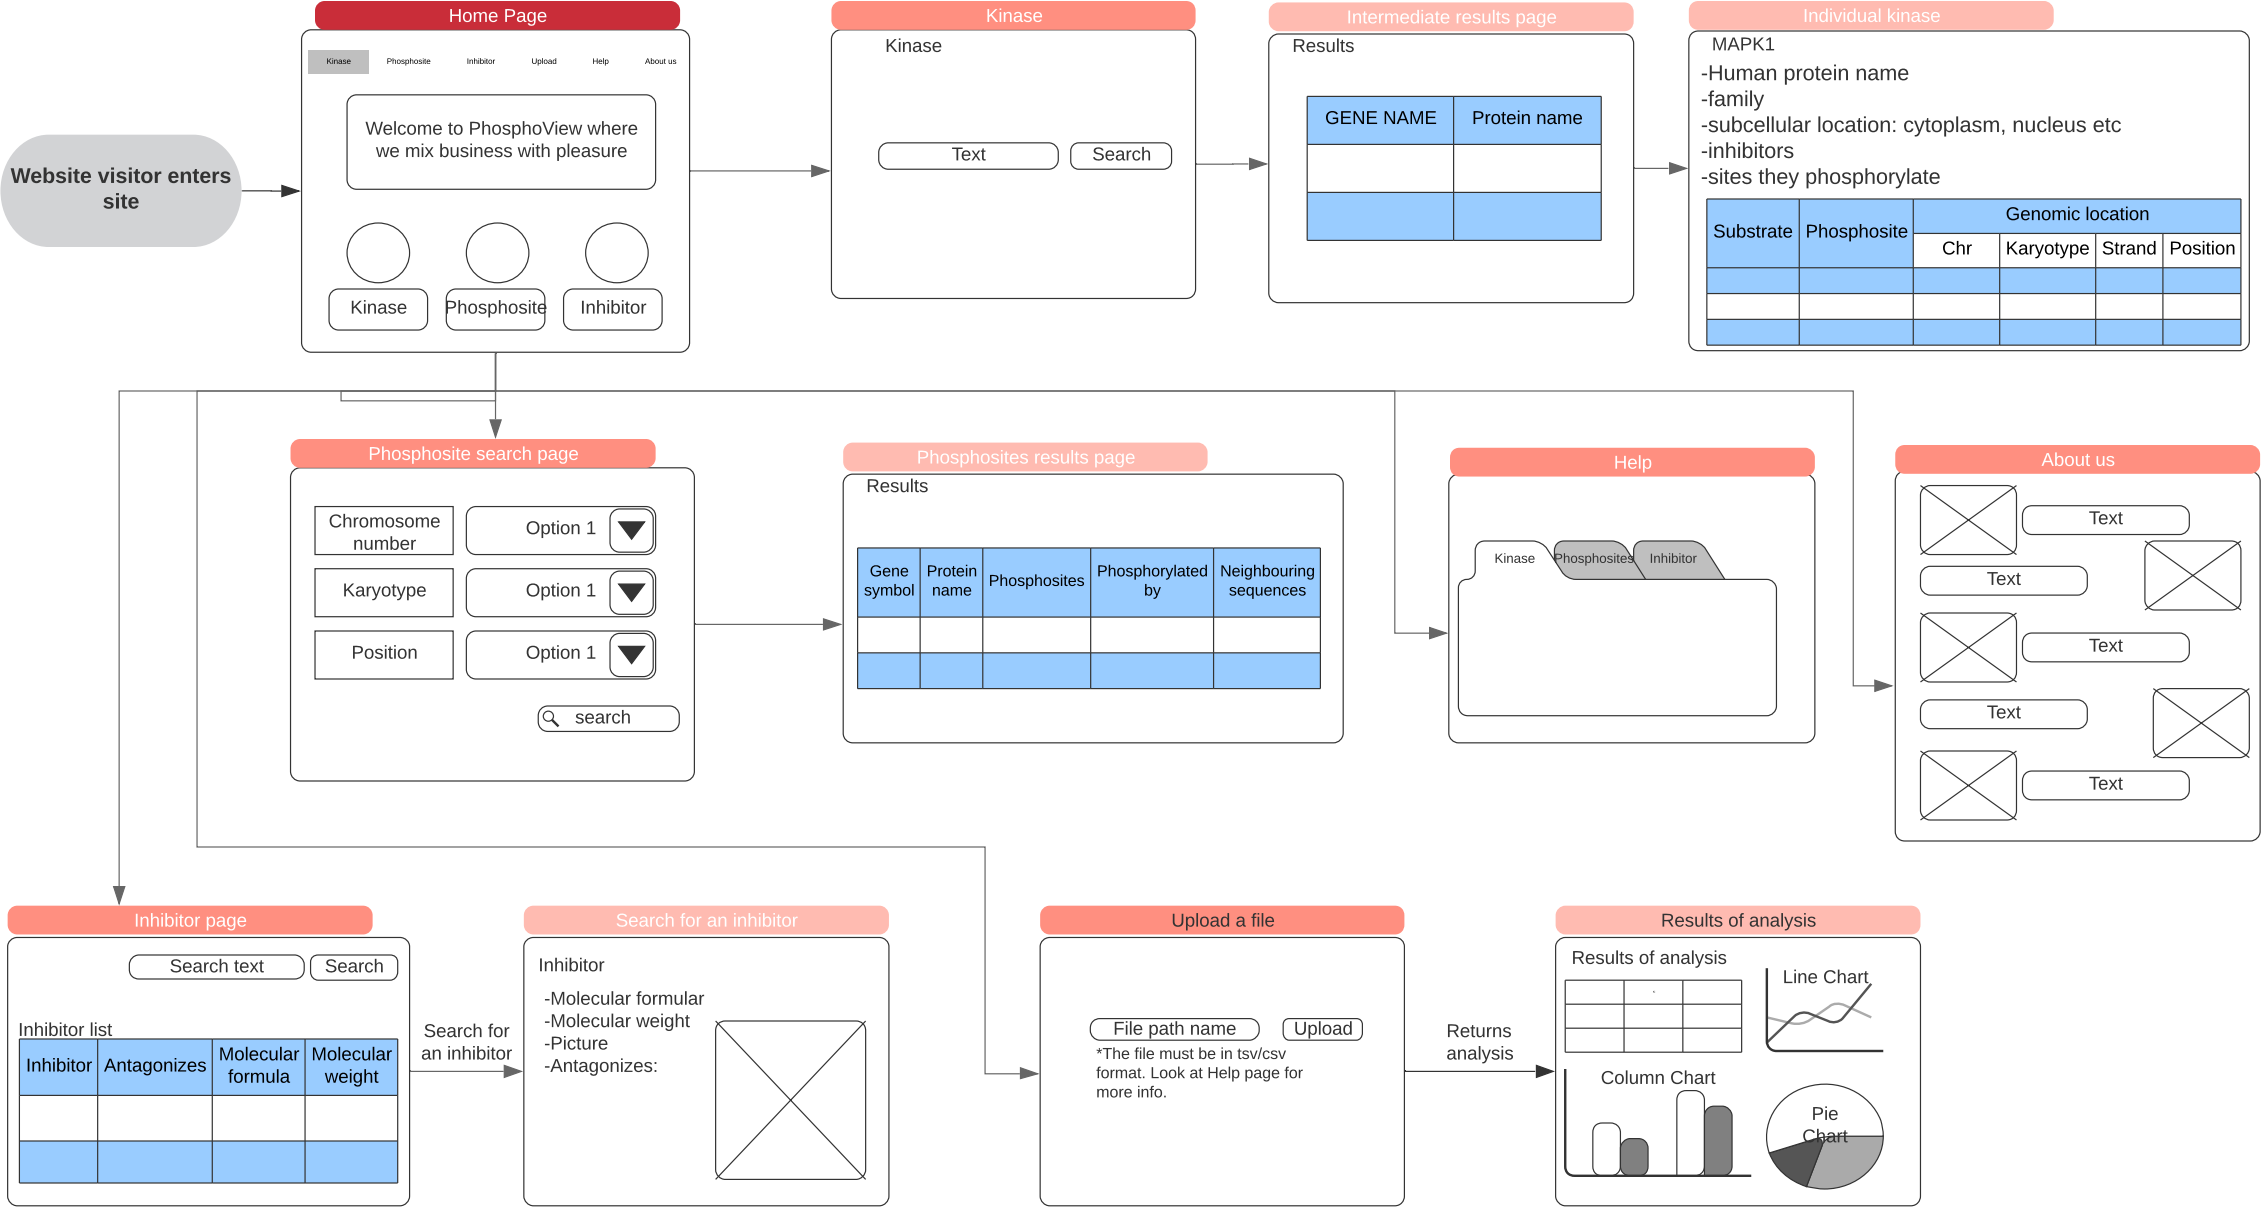 Home Page
Kinase
Intermediate results page
Individual kinase
Website visitor enters
site
Kinase
Phosphosite
Inhibitor
Upload
Help
About us
Welcome to PhosphoView where
we mix business with pleasure
Kinase
Phosphosite
Inhibitor
Kinase
Text
Search
Results
GENE NAME
Protein name
MAPK1
-Human protein name
-family
-subcellular location: cytoplasm, nucleus etc
-inhibitors
-sites they phosphorylate
Substrate
Phosphosite
Genomic location
Chr
Karyotype
Strand
Position
Phosphosite search page
Chromosome
number
Option 1
Karyotype
Option 1
Position
Option 1
search
Phosphosites results page
Results
Gene
symbol
Protein
name
Phosphosites
Phosphorylated
by
Neighbouring
sequences
Help
Kinase
Phosphosites
Inhibitor
About us
Text
Text
Text
Text
Text
Inhibitor page
Search text
Search
Inhibitor list
Inhibitor
Antagonizes
Molecular
formula
Molecular
weight
Search for
an inhibitor
Search for an inhibitor
Inhibitor
-Molecular formular
-Molecular weight
-Picture
-Antagonizes:
Upload a file
File path name
Upload
*The file must be in tsv/csv
format. Look at Help page for
more info.
Returns
analysis
Results of analysis
Results of analysis
Line Chart
Column Chart
Pie
Chart